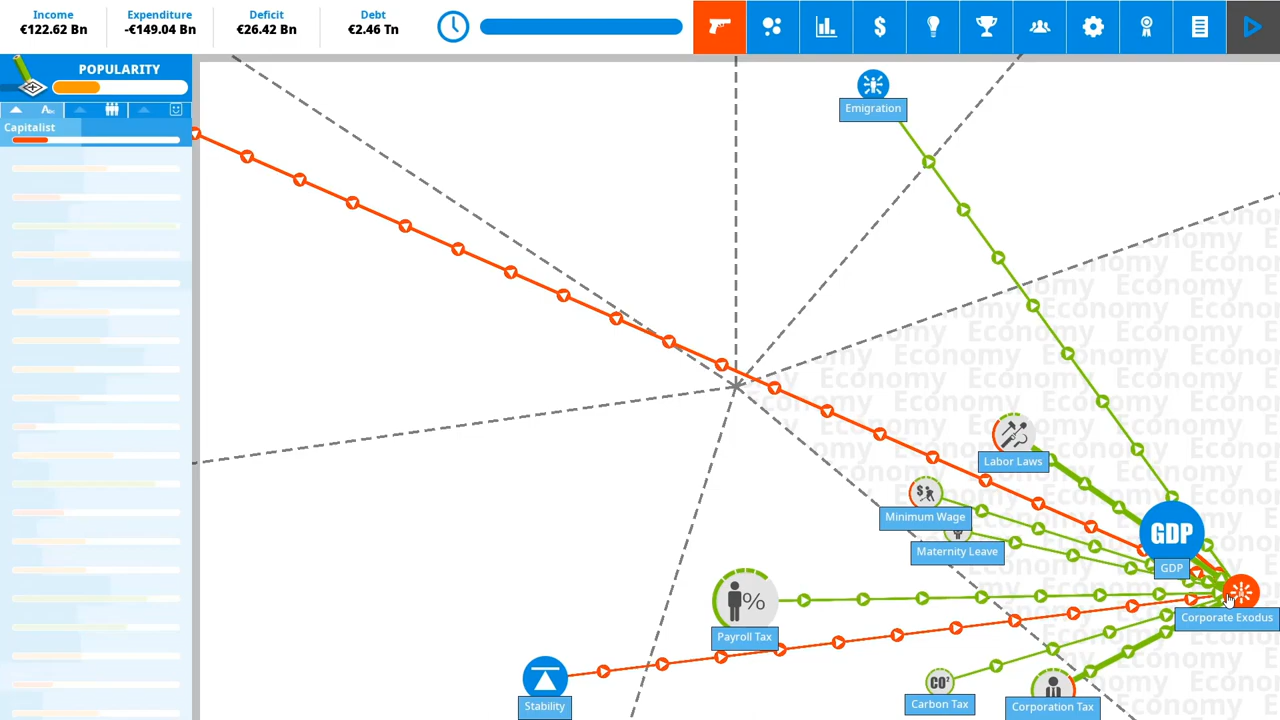 Income
€122.62 Bn
Expenditure
-€149.04 Bn
Deficit
€26.42 Bn
Debt
€2.46 Tn
POPULARITY
Capitalist
Emigration
Economy
Labor Laws
Minimum Wage
Maternity Leave
GDP
GDP
Corporate Exodus
%
Payroll Tax
Stability
CO²
Carbon Tax
Corporation Tax